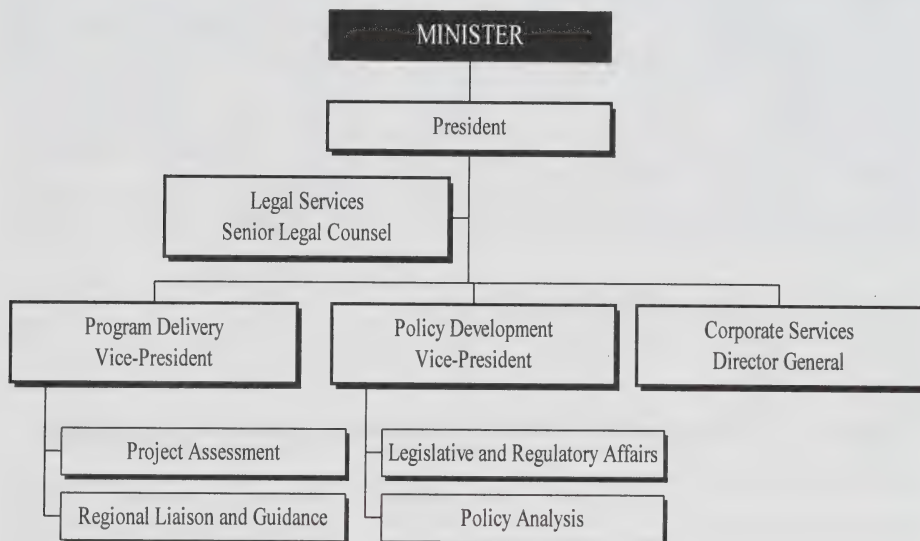 MINISTER
President
Legal Services
Senior Legal Counsel
Program Delivery
Vice-President
Policy Development
Vice-President
Corporate Services
Director General
Project Assessment
Regional Liaison and Guidance
Legislative and Regulatory Affairs
Policy Analysis